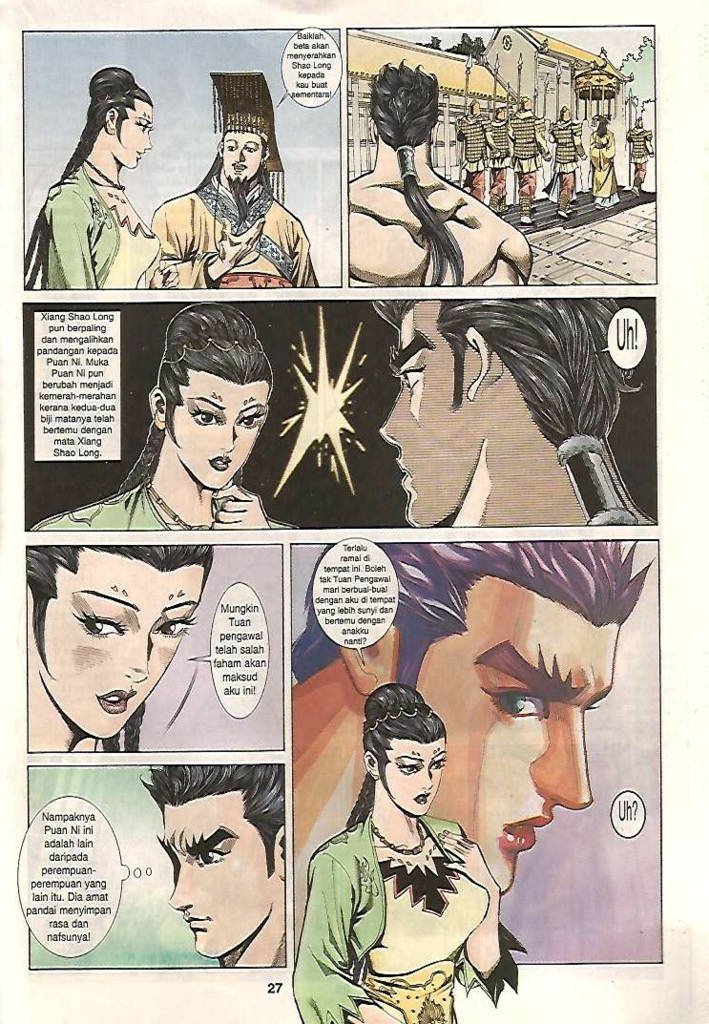 Baiklah,
beta akan
menyerahkan
Shao Long
kepada
kau buat
sementara!
Xiang Shao Long
pun berpaling
dan mengalihkan
pandangan kepada
Puan Ni. Muka
Puan Ni pun
berubah menjadi
kemerah-merahan
kerana kedua-dua
biji matanya telah
bertemu dengan
mata Xiang
Shao Long.
Uh!
Mungkin
Tuan
pengawal
telah salah
faham akan
maksud
aku ini!
Terlalu
ramai di
tempat ini. Boleh
tak Tuan Pengawal
mari berbual-bual
dengan aku di tempat
yang lebih sunyi dan
bertemu dengan
anakku
nanti?
Uh?
Nampaknya
Puan Ni ini
adalah lain
daripada
perempuan-
perempuan yang
lain itu. Dia amat
pandai menyimpan
rasa dan
nafsunya!
27